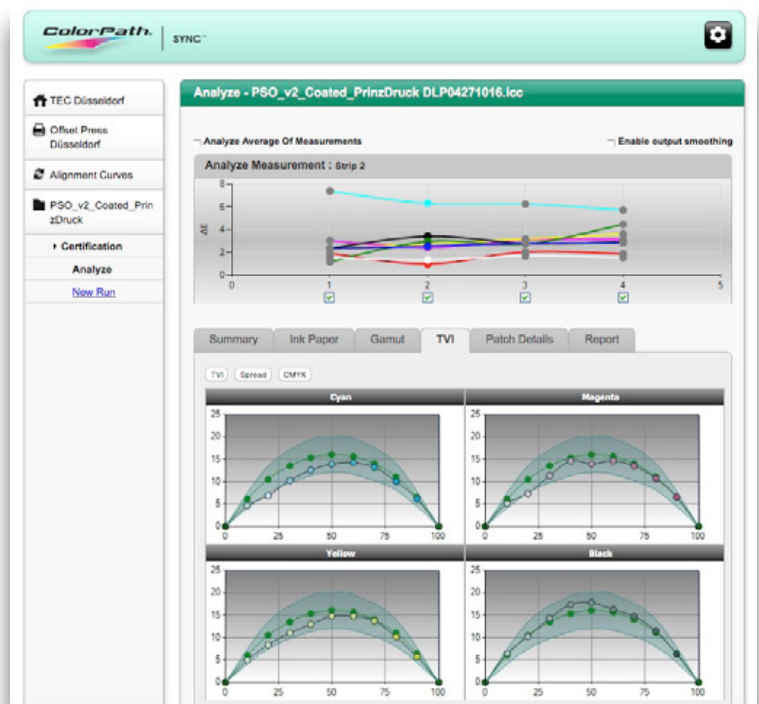 ColorPath. SYNC™
Analyze - PSO_v2_Coated_PrinzDruck DLP04271016.icc
TEC Düsseldorf
Offset Press
Düsseldorf
Alignment Curves
PSO_v2_Coated_Prin
zDruck
Certification
Analyze
New Run
Analyze Average Of Measurements
Enable output smoothing
Analyze Measurement : Strip 2
ΔE
8
6
4
2
0
0 1 2 3 4 5
Summary Ink Paper Gamut TVI Patch Details Report
TVI Spread CMYK
Cyan
25
20
15
10
5
0
0 25 50 75 100
Magenta
25
20
15
10
5
0
0 25 50 75 100
Yellow
25
20
15
10
5
0
0 25 50 75 100
Black
25
20
15
10
5
0
0 25 50 75 100